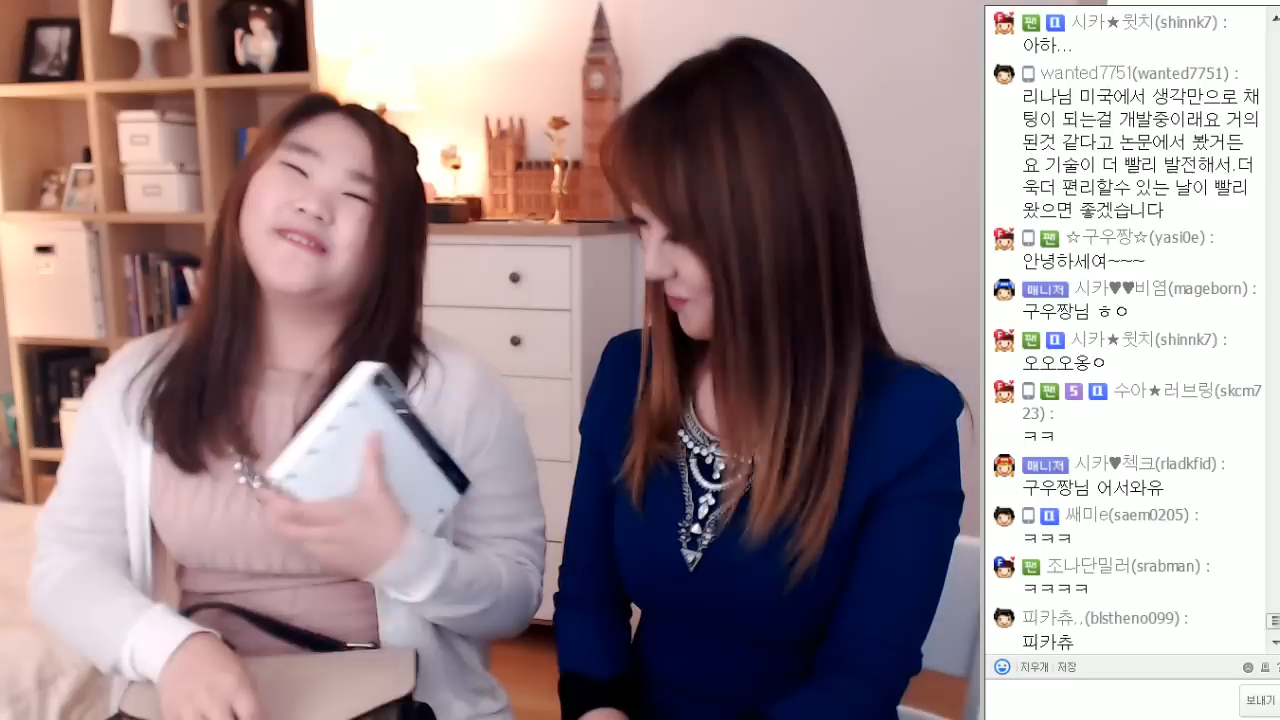 팬 시카★윗치(shinnk7) :
아하...
wanted7751(wanted7751) :
리나님 미국에서 생각만으로 채
팅이 되는걸 개발중이래요 거의
된것 같다고 논문에서 봤거든
요 기술이 더 빨리 발전해서.더
욱더 편리할수 있는 날이 빨리
왔으면 좋겠습니다
팬 ☆구우짱☆(yasi0e) :
안녕하세여~~~
매니저 시카♥♥비염(mageborn) :
구우짱님 ㅎㅇ
팬 시카★윗치(shinnk7) :
오오오옹ㅇ
팬 S 수아★러브링(skcm7
23) :
ㅋㅋ
매니저 시카♥첵크(rladkfid) :
구우짱님 어서와유
쌔미e(saem0205) :
ㅋㅋㅋ
팬 조나단밀러(srabman) :
ㅋㅋㅋㅋ
피카츄,,(blstheno099) :
피카츄
지우개 저장
보내기